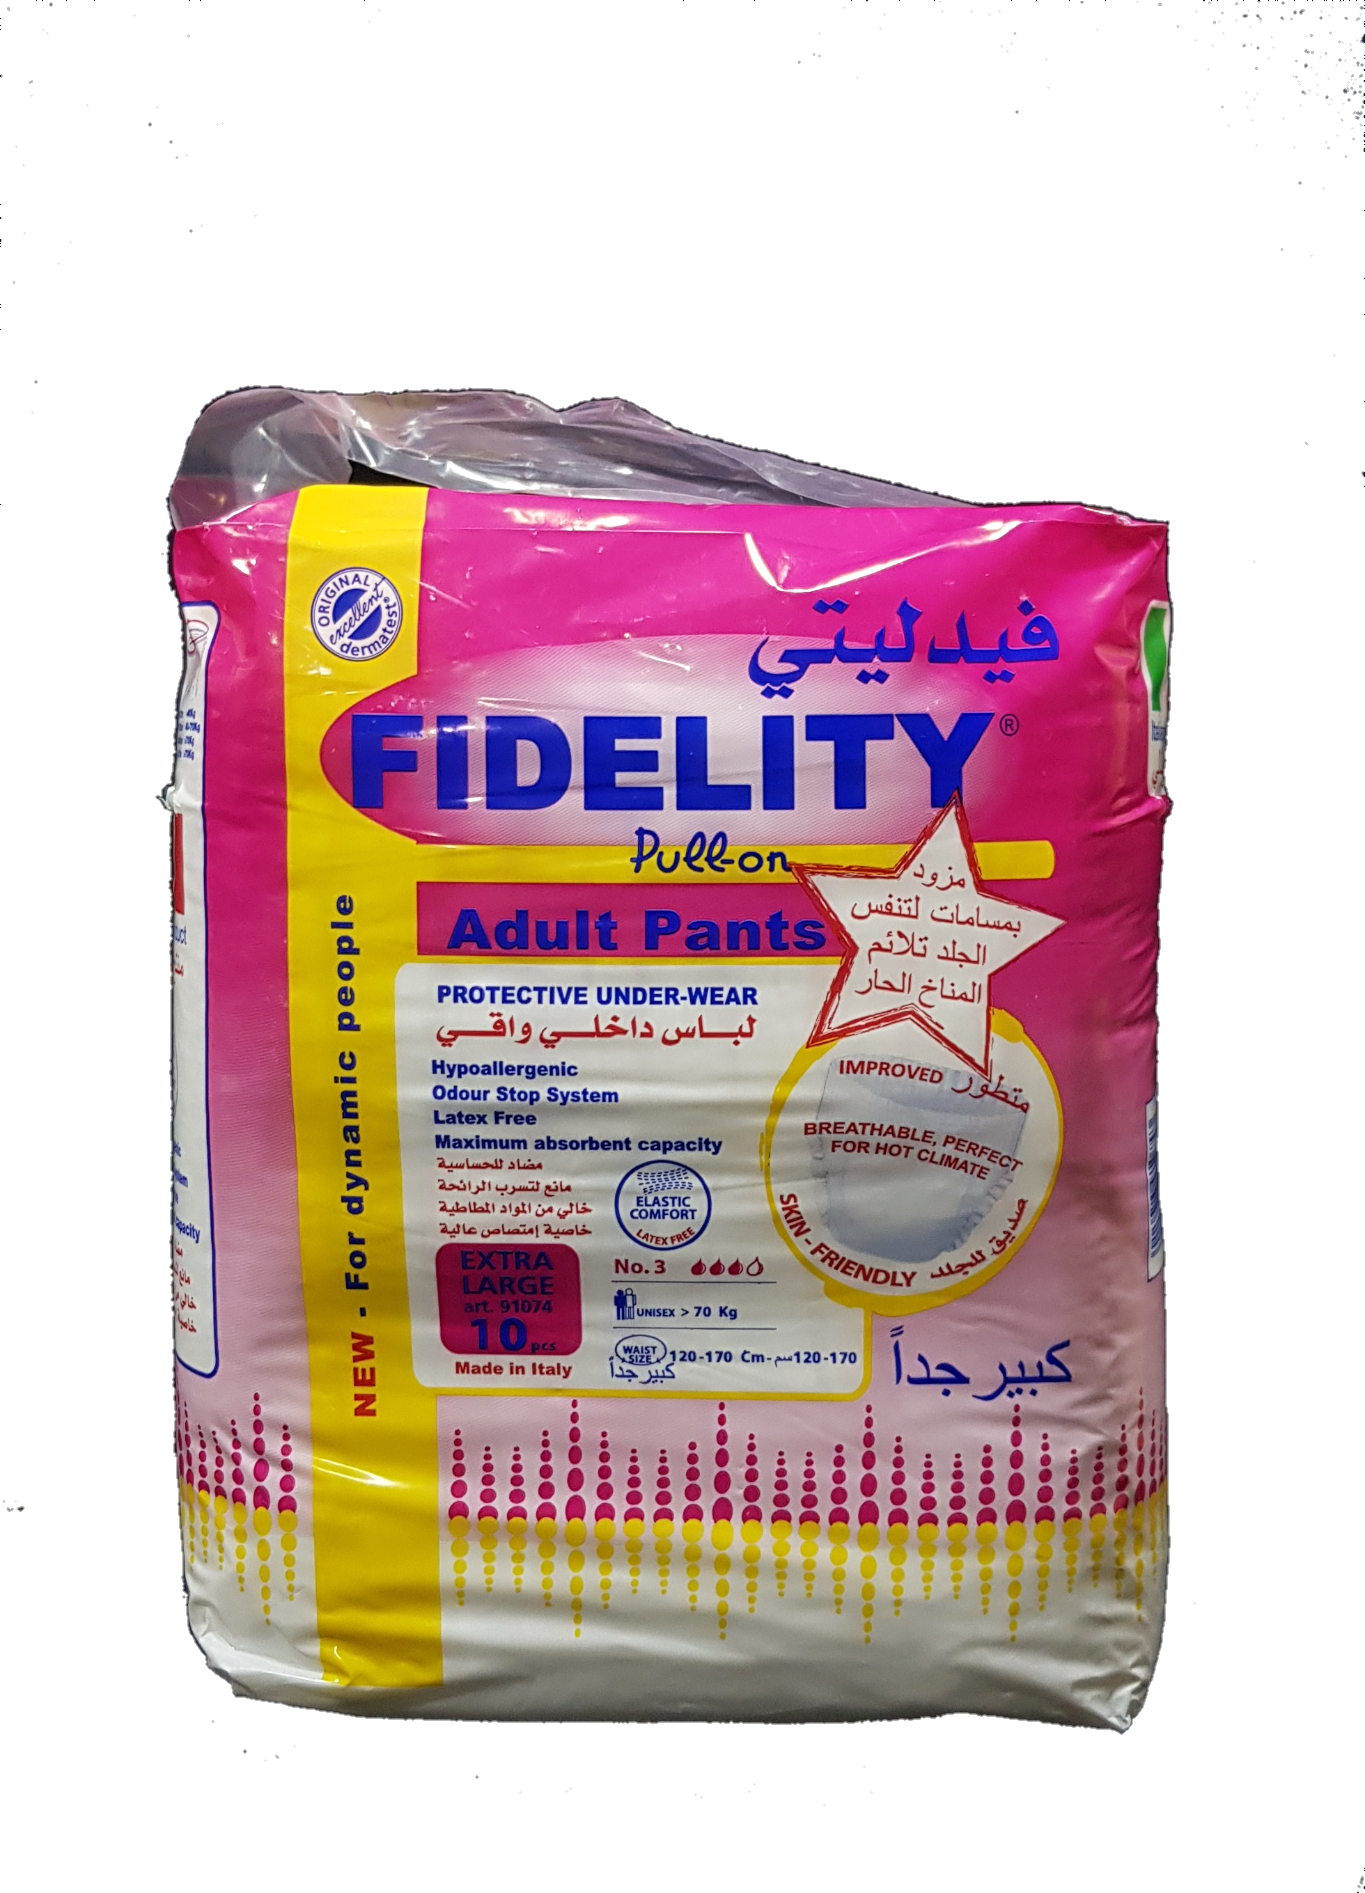 ORIGINAL
excellent
dermatest®
فيدليتي
FIDELITY®
Pull-on
Adult Pants
مزود
بمسامات لتنفس
الجلد تلائم
المناخ الحار
NEW - For dynamic people
PROTECTIVE UNDER-WEAR
لباس داخلي واقي
Hypoallergenic
Odour Stop System
Latex Free
Maximum absorbent capacity
مضاد للحساسية
مانع لتسرب الرائحة
خالي من المواد المطاطية
خاصية إمتصاص عالية
ELASTIC
COMFORT
LATEX FREE
IMPROVED متطور
BREATHABLE, PERFECT
FOR HOT CLIMATE
SKIN - FRIENDLY صديق للجلد
EXTRA
LARGE
art. 91074
10 pcs
Made in Italy
No.3
UNISEX > 70 Kg
WAIST
SIZE
120-170 Cm-سم120-170
كبير جداً
كبير جداً